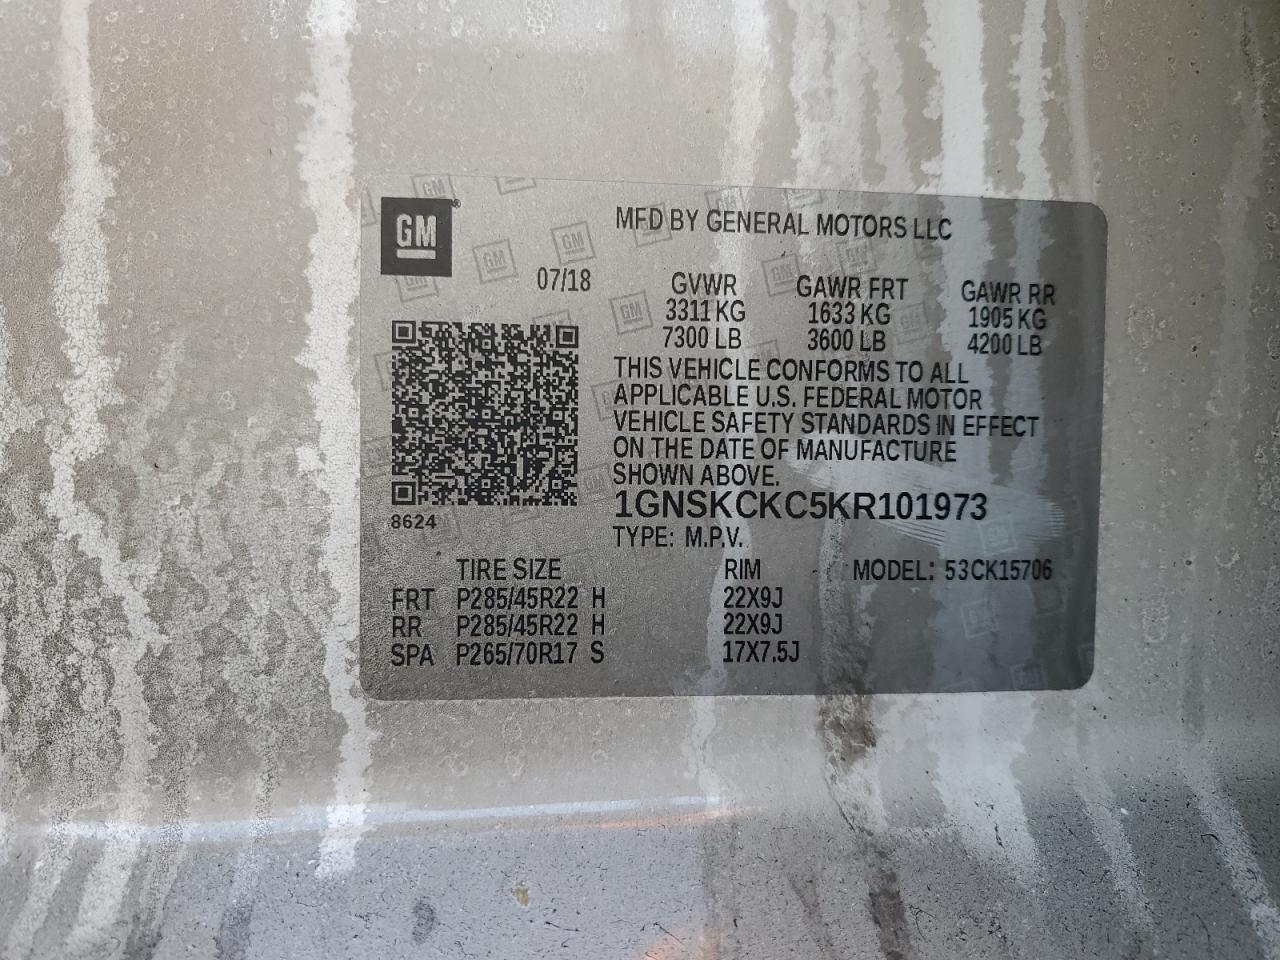 GM
MFD BY GENERAL MOTORS LLC
07/18
GVWR GAWR FRT GAWR RR
3311 KG 1633 KG 1905 KG
7300 LB 3600 LB 4200 LB
THIS VEHICLE CONFORMS TO ALL
APPLICABLE U.S. FEDERAL MOTOR
VEHICLE SAFETY STANDARDS IN EFFECT
ON THE DATE OF MANUFACTURE
SHOWN ABOVE.
1GNSKCKC5KR101973
8624
TYPE: M.P.V.
TIRE SIZE RIM MODEL: 53CK15706
FRT P285/45R22 H 22X9J
RR P285/45R22 H 22X9J
SPA P265/70R17 S 17X7.5J